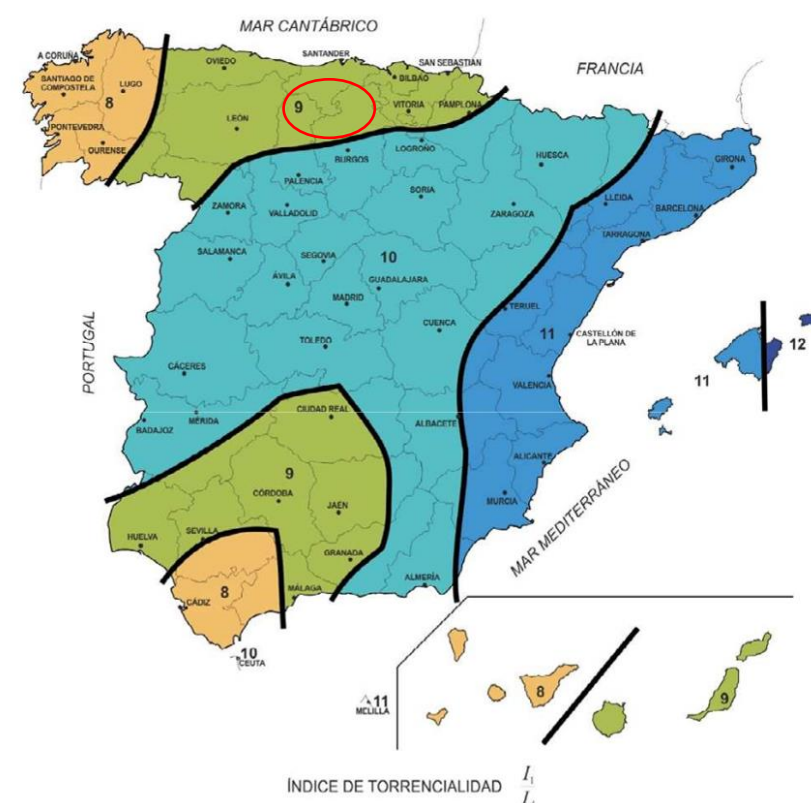 MAR CANTÁBRICO
A CORUÑA
SANTIAGO DE
COMPOSTELA
LUGO
8
PONTEVEDRA
OURENSE
OVIEDO
SANTANDER
BILBAO
SAN SEBASTIÁN
FRANCIA
LEÓN
9
VITORIA
PAMPLONA
BURGOS
LOGROÑO
HUESCA
GIRONA
PALENCIA
SORIA
ZAMORA
VALLADOLID
ZARAGOZA
LLEIDA
BARCELONA
TARRAGONA
SALAMANCA
SEGOVIA
10
ÁVILA
GUADALAJARA
MADRID
TERUEL
CUENCA
11
CASTELLÓN DE
LA PLANA
12
11
PORTUGAL
TOLEDO
CÁCERES
VALENCIA
MÉRIDA
BADAJOZ
CIUDAD REAL
ALBACETE
ALICANTE
MURCIA
9
CÓRDOBA
JAEN
SEVILLA
HUELVA
GRANADA
MAR MEDITERRÁNEO
8
CÁDIZ
MÁLAGA
ALMERÍA
10
CEUTA
11
MELILLA
8
9
ÍNDICE DE TORRENCIALIDAD I₁